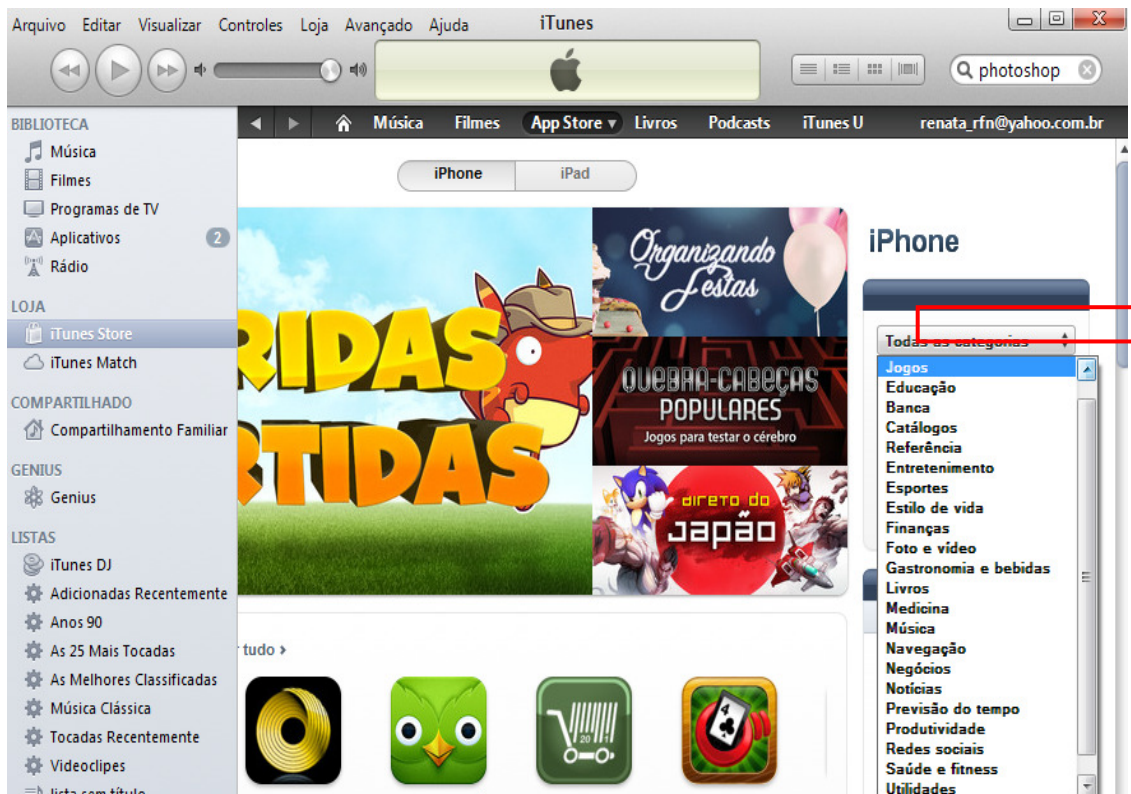 Arquivo Editar Visualizar Controles Loja Avançado Ajuda iTunes
photoshop
BIBLIOTECA
Música
Filmes
Programas de TV
Aplicativos 2
Rádio
LOJA
iTunes Store
iTunes Match
COMPARTILHADO
Compartilhamento Familiar
GENIUS
Genius
LISTAS
iTunes DJ
Adicionadas Recentemente
Anos 90
As 25 Mais Tocadas
As Melhores Classificadas
Música Clássica
Tocadas Recentemente
Videoclipes
lista sem título
Música Filmes App Store Livros Podcasts iTunes U renata_rfn@yahoo.com.br
iPhone iPad
RIDAS
RTIDAS
Organizando
Festas
QUEBRA-CABEÇAS
POPULARES
Jogos para testar o cérebro
DIRETO DO
JAPÃO
tudo ›
2011
iPhone
Todas as categorias
Jogos
Educação
Banca
Catálogos
Referência
Entretenimento
Esportes
Estilo de vida
Finanças
Foto e vídeo
Gastronomia e bebidas
Livros
Medicina
Música
Navegação
Negócios
Notícias
Previsão do tempo
Produtividade
Redes sociais
Saúde e fitness
Utilidades